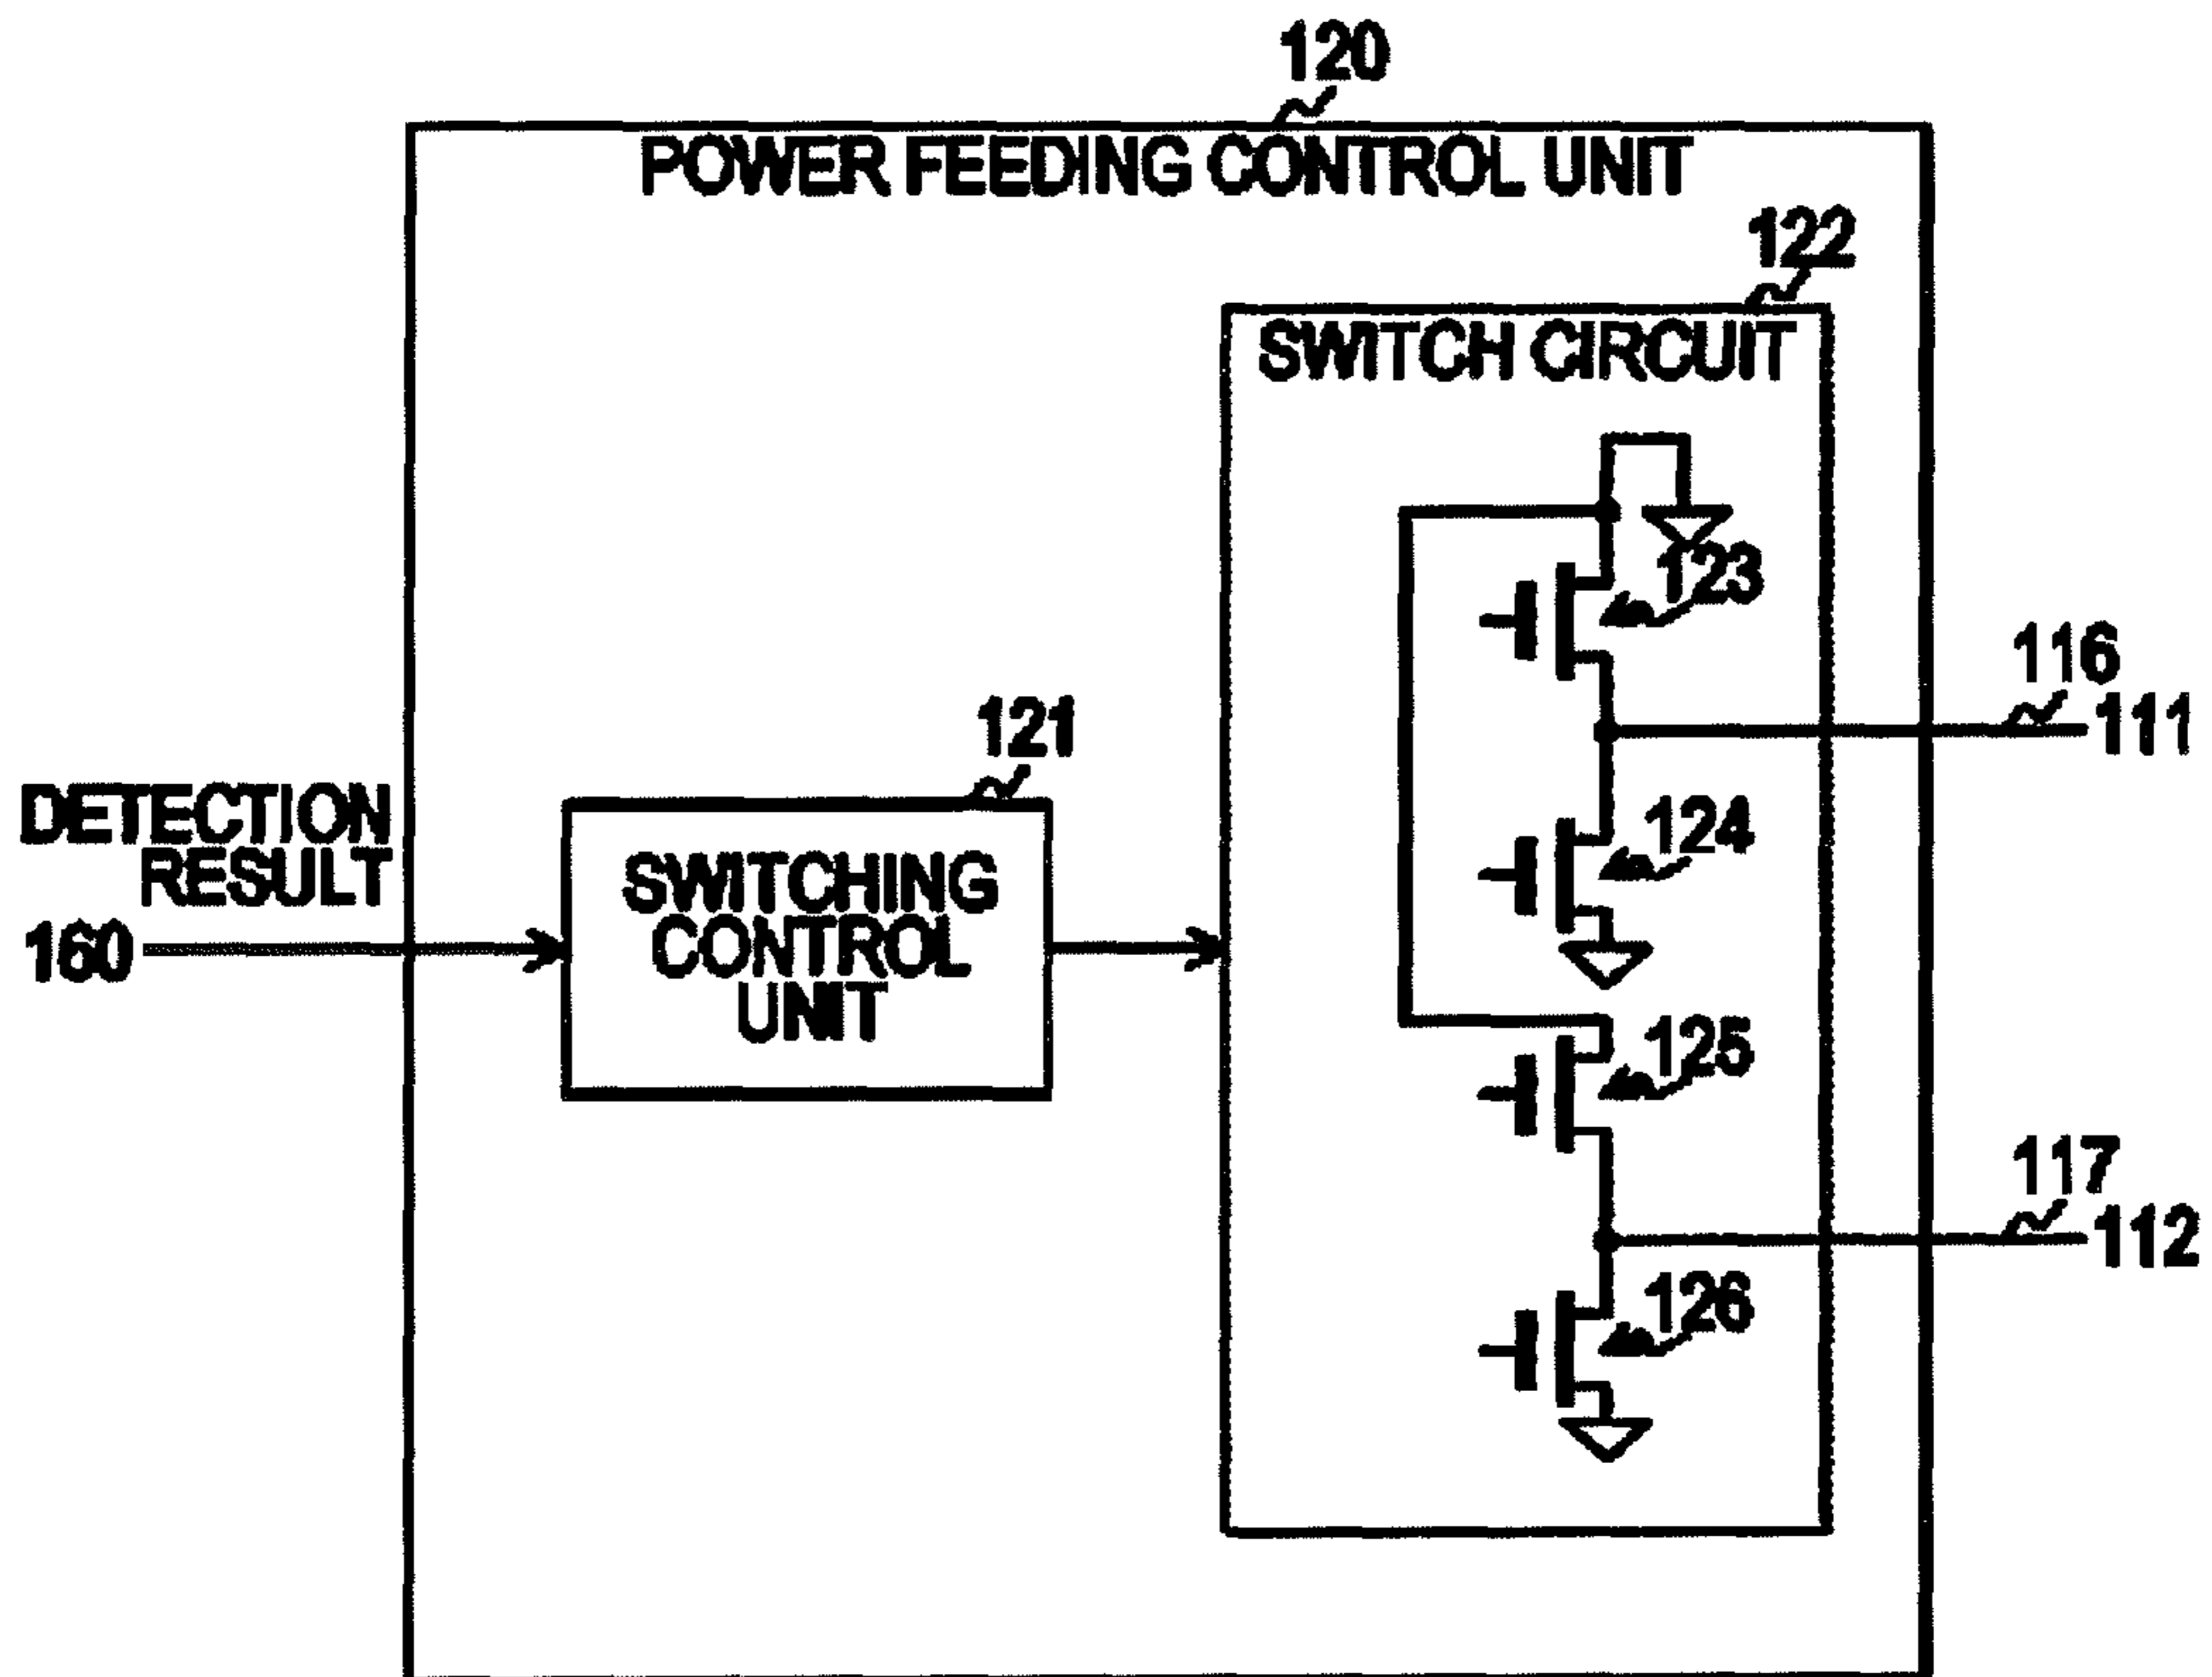 120
POWER FEEDING CONTROL UNIT
122
SWITCH CIRCUIT
123
116
111
121
DETECTION
RESULT
160
SWITCHING
CONTROL
UNIT
124
125
117
112
126